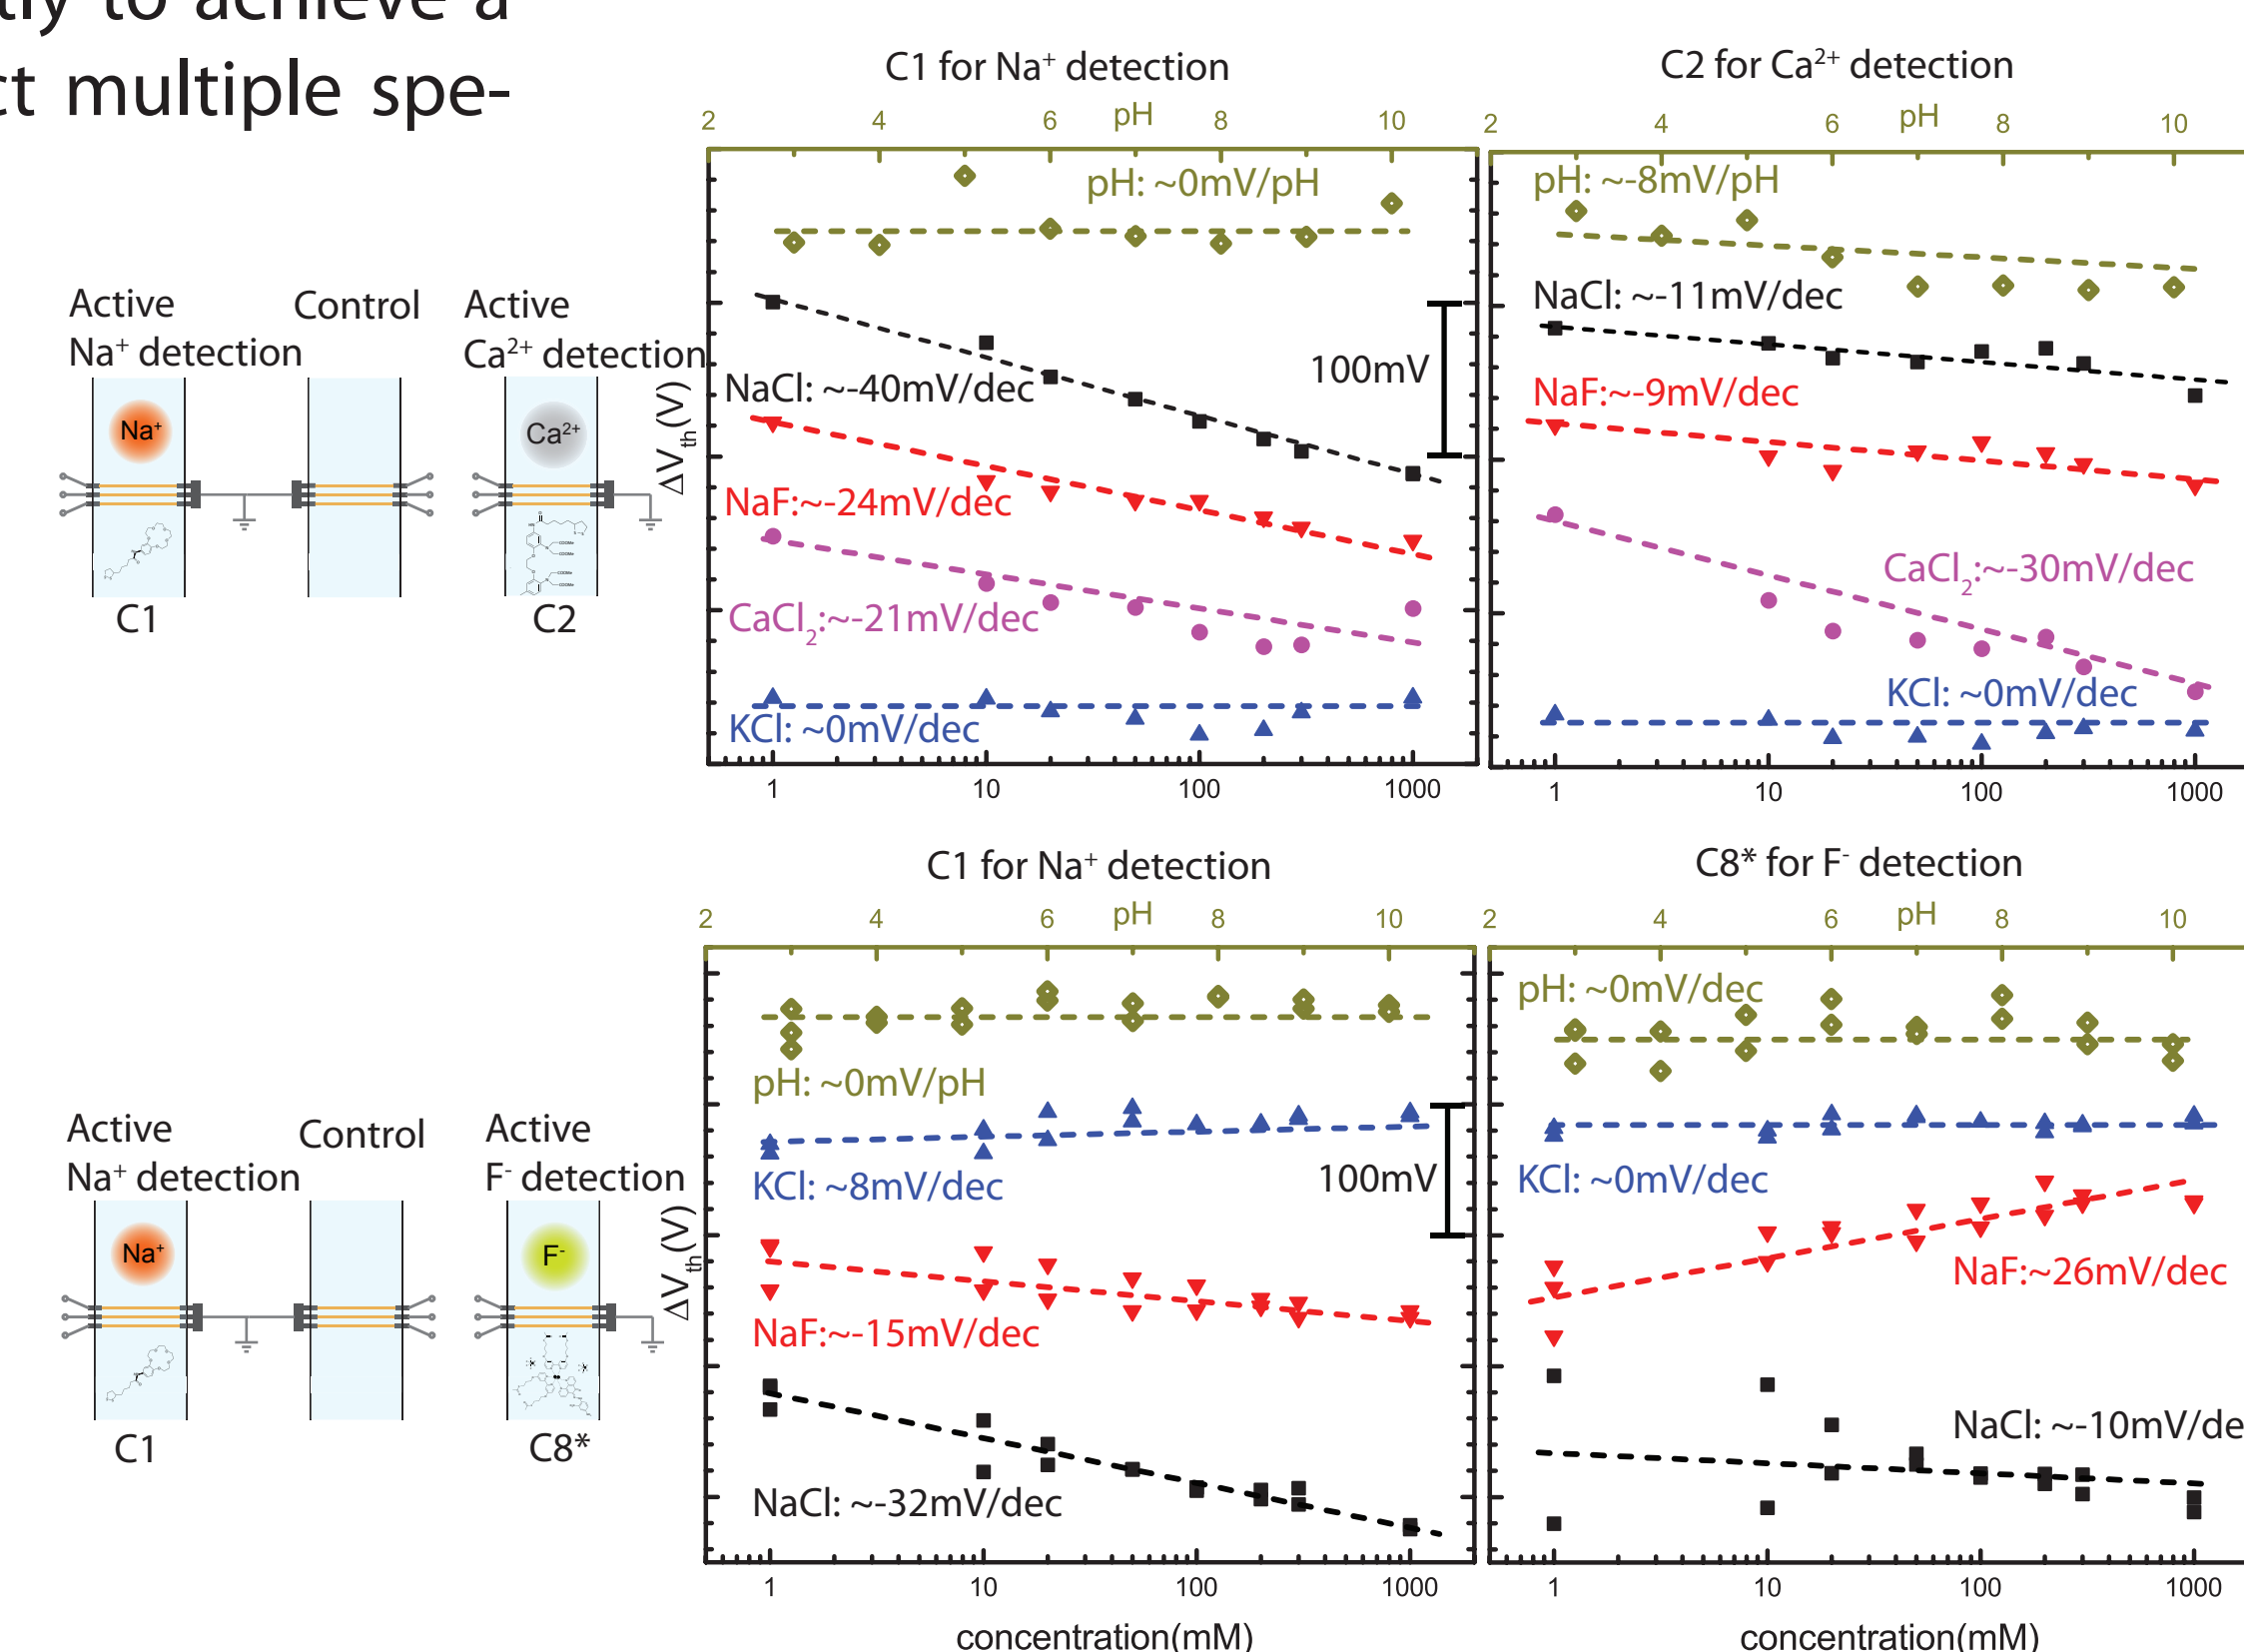 tly to achieve a
ct multiple spe-
C1 for Na⁺ detection
2 4 6 pH 8 10
pH: ~0mV/pH
NaCl: ~-40mV/dec
100mV
NaF:~-24mV/dec
CaCl₂:~-21mV/dec
KCl: ~0mV/dec
ΔVth(V)
1 10 100 1000
C2 for Ca²⁺ detection
2 4 6 pH 8 10
pH: ~-8mV/pH
NaCl: ~-11mV/dec
NaF:~-9mV/dec
CaCl₂:~-30mV/dec
KCl: ~0mV/dec
1 10 100 1000
Active
Na⁺ detection
Control
Active
Ca²⁺ detection
Na⁺
Ca²⁺
C1
C2
C1 for Na⁺ detection
2 4 6 pH 8 10
pH: ~0mV/pH
KCl: ~8mV/dec
100mV
NaF:~-15mV/dec
NaCl: ~-32mV/dec
ΔVth(V)
1 10 100 1000
concentration(mM)
C8* for F⁻ detection
2 4 6 pH 8 10
pH: ~0mV/dec
KCl: ~0mV/dec
NaF:~26mV/dec
NaCl: ~-10mV/de
1 10 100 1000
concentration(mM)
Active
Na⁺ detection
Control
Active
F⁻ detection
Na⁺
F⁻
C1
C8*